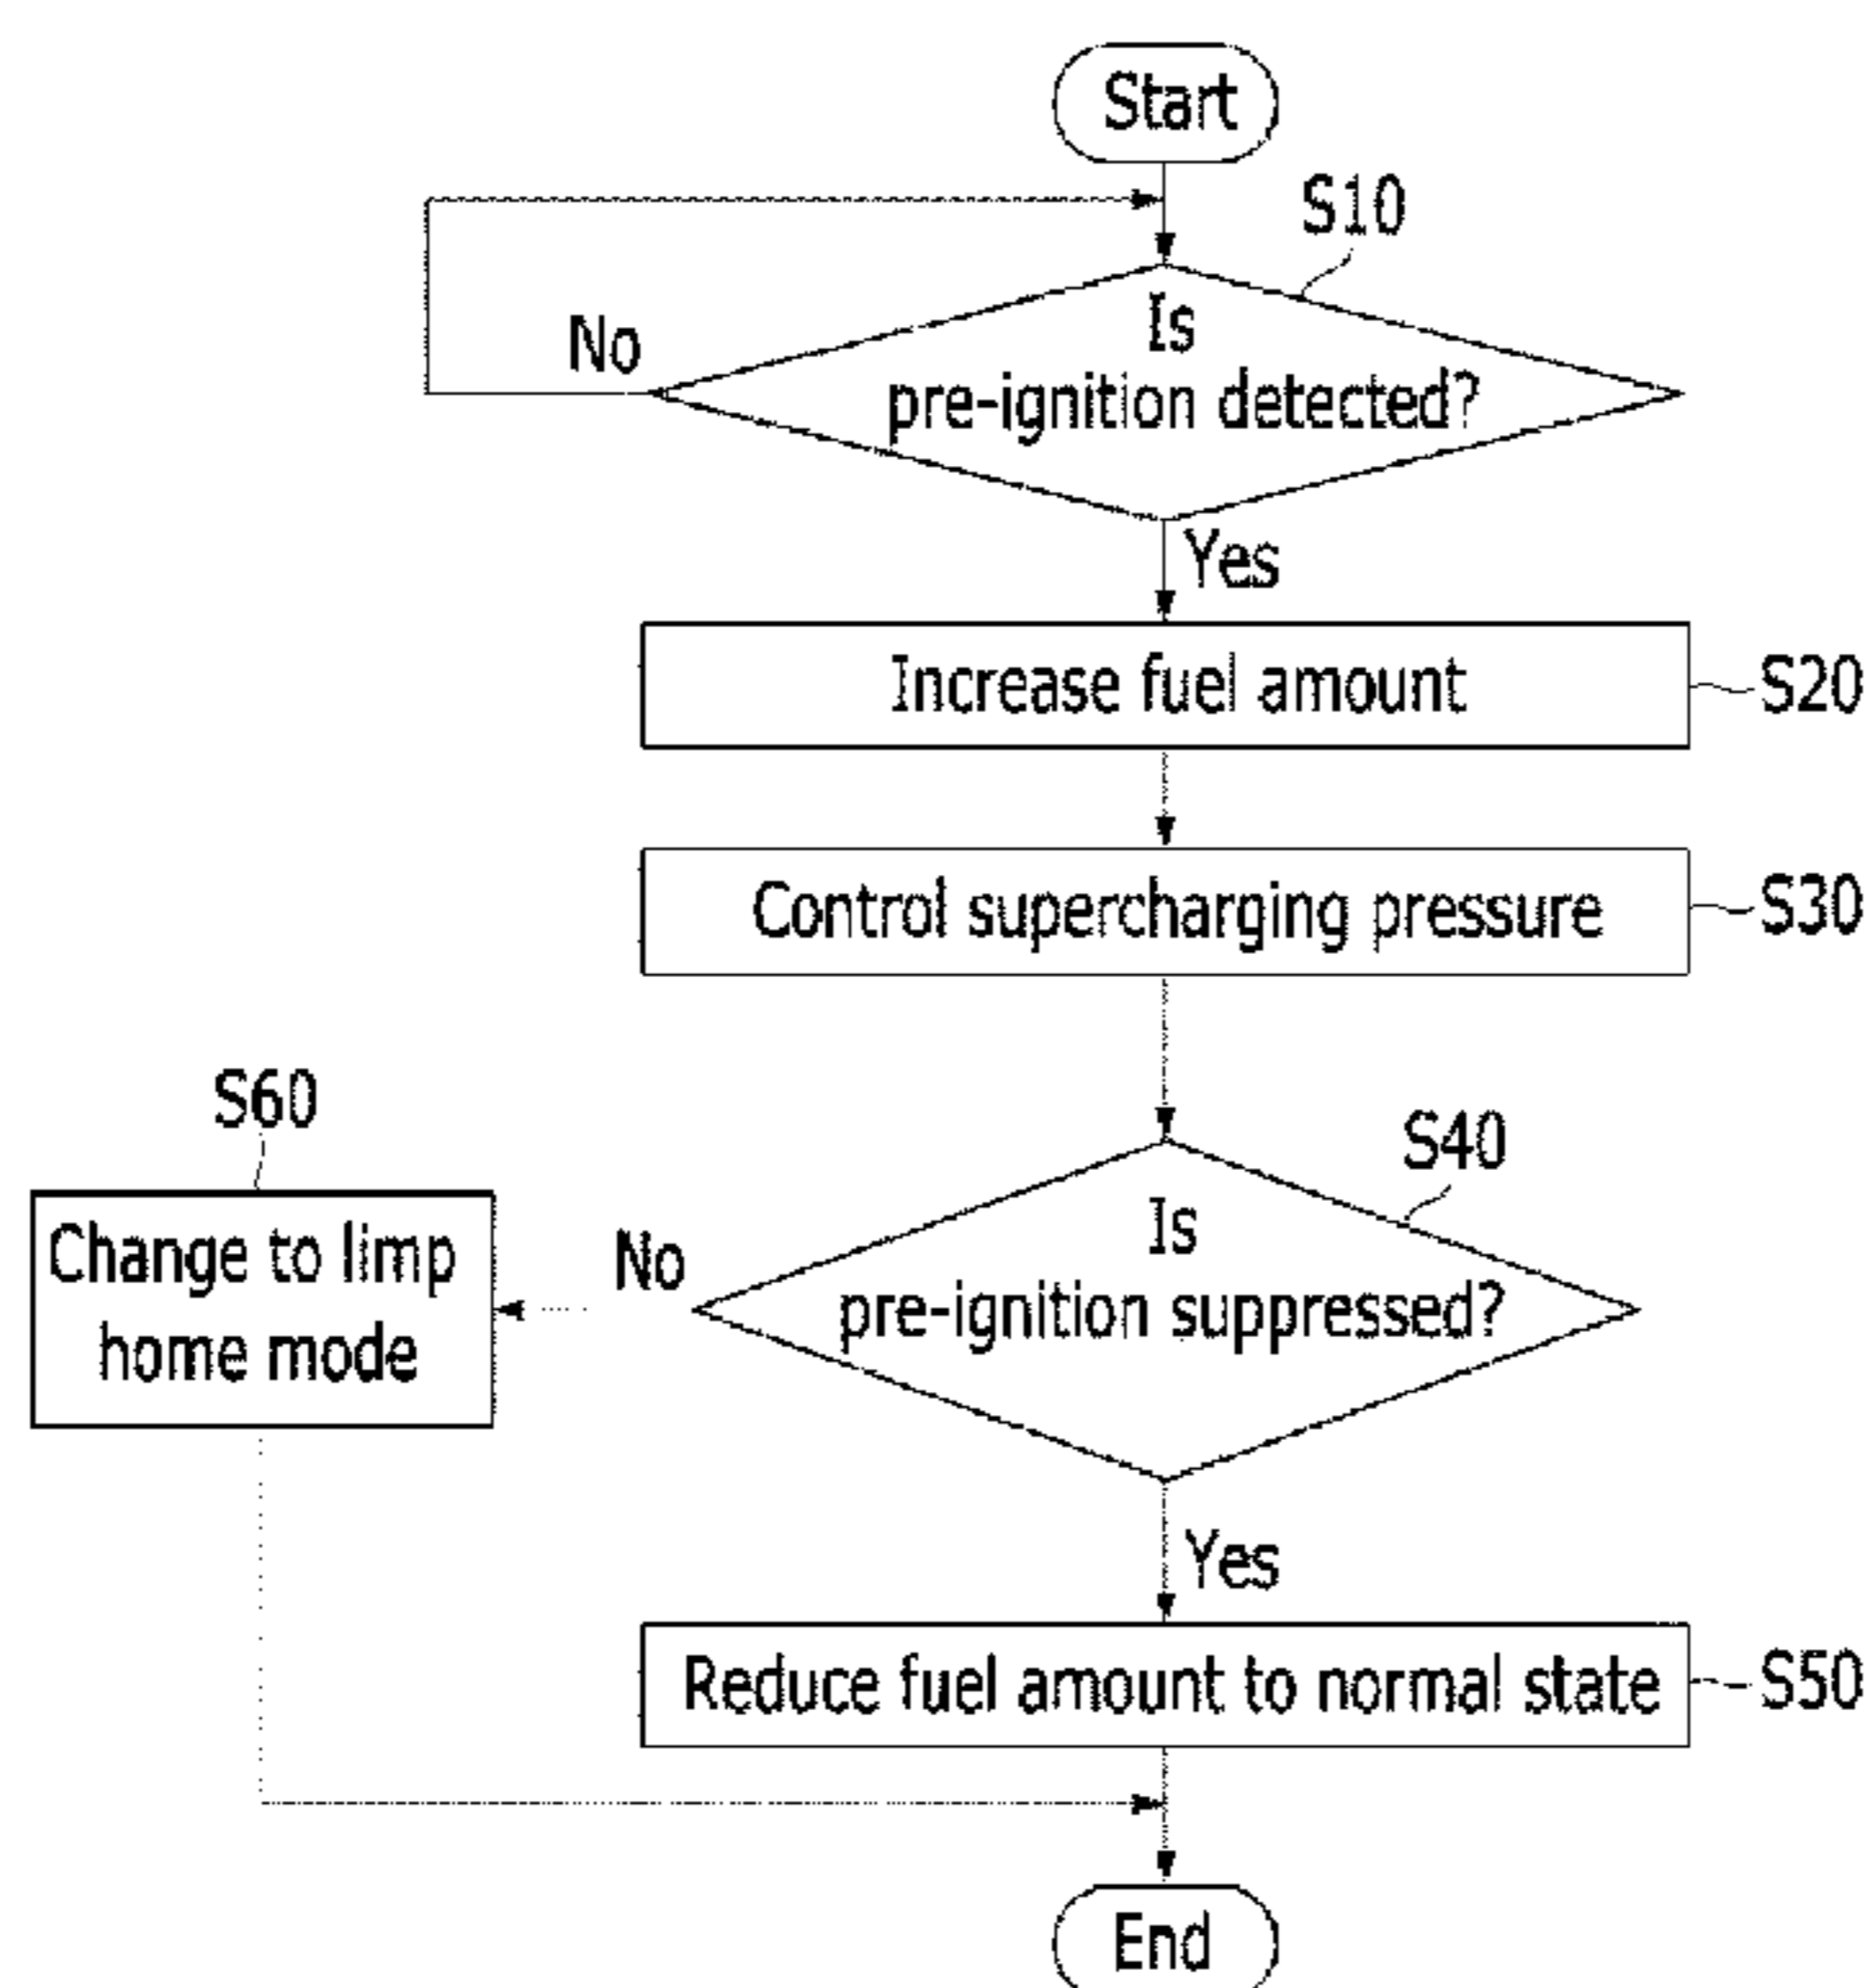 Start
S10
No
Is
pre-ignition detected?
Yes
Increase fuel amount
S20
Control supercharging pressure
S30
S60
S40
Change to limp
home mode
No
Is
pre-ignition suppressed?
Yes
Reduce fuel amount to normal state
S50
End